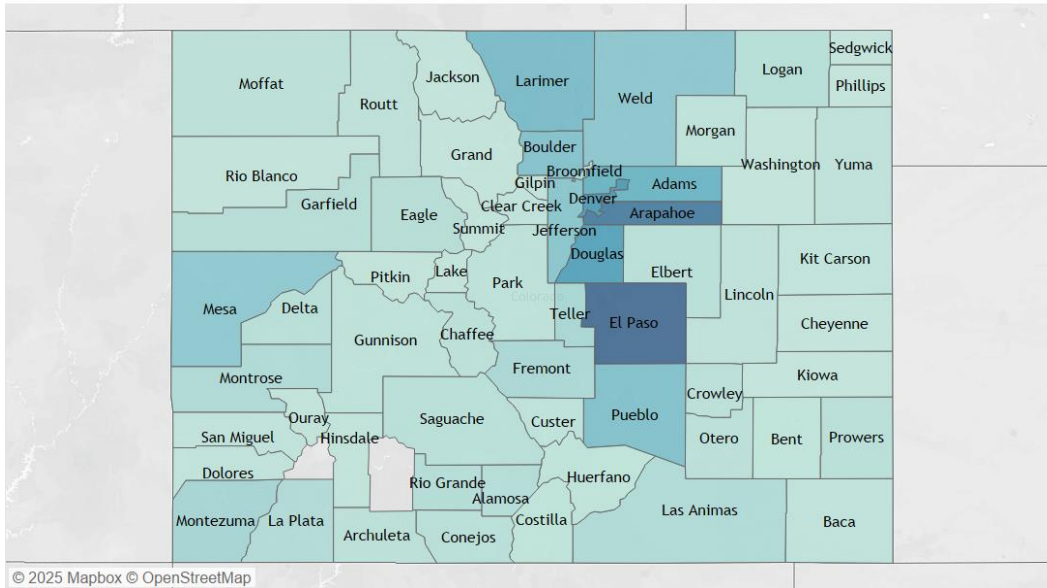 Sedgwick
Logan
Jackson
Larimer
Moffat
Phillips
Weld
Routt
Morgan
Boulder
Grand
Washington
Yuma
Broomfield
Rio Blanco
Gilpin
Adams
Denver
Garfield
Clear Creek
Eagle
Arapahoe
Summit
Jefferson
Douglas
Kit Carson
Lake
Elbert
Pitkin
Park
Lincoln
Colorado
Mesa
Delta
Teller
El Paso
Cheyenne
Chaffee
Gunnison
Fremont
Kiowa
Montrose
Crowley
Pueblo
Ouray
Saguache
Custer
San Miguel
Hinsdale
Otero
Bent
Prowers
Dolores
Huerfano
Rio Grande
Alamosa
Las Animas
Montezuma
La Plata
Costilla
Baca
Archuleta
Conejos
© 2025 Mapbox © OpenStreetMap